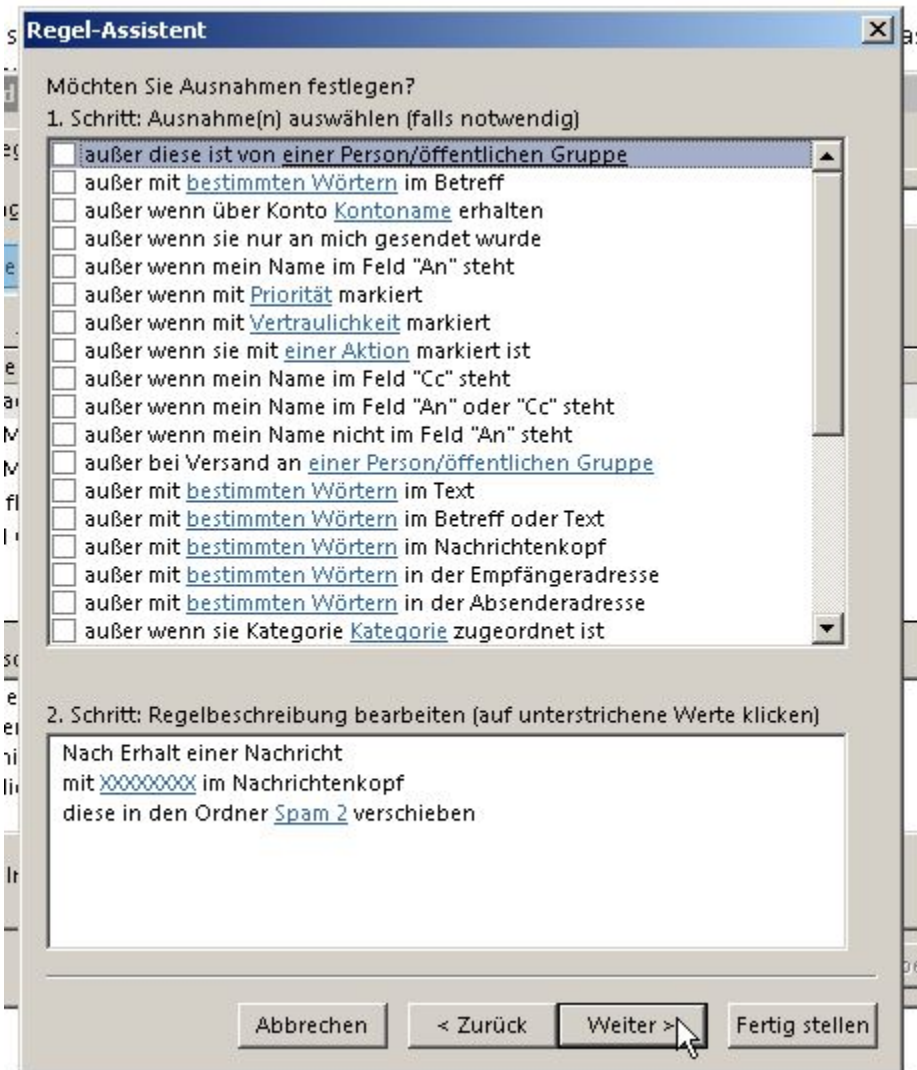 Regel-Assistent
Möchten Sie Ausnahmen festlegen?
1. Schritt: Ausnahme(n) auswählen (falls notwendig)
außer diese ist von einer Person/öffentlichen Gruppe
außer mit bestimmten Wörtern im Betreff
außer wenn über Konto Kontoname erhalten
außer wenn sie nur an mich gesendet wurde
außer wenn mein Name im Feld "An" steht
außer wenn mit Priorität markiert
außer wenn mit Vertraulichkeit markiert
außer wenn sie mit einer Aktion markiert ist
außer wenn mein Name im Feld "Cc" steht
außer wenn mein Name im Feld "An" oder "Cc" steht
außer wenn mein Name nicht im Feld "An" steht
außer bei Versand an einer Person/öffentlichen Gruppe
außer mit bestimmten Wörtern im Text
außer mit bestimmten Wörtern im Betreff oder Text
außer mit bestimmten Wörtern im Nachrichtenkopf
außer mit bestimmten Wörtern in der Empfängeradresse
außer mit bestimmten Wörtern in der Absenderadresse
außer wenn sie Kategorie Kategorie zugeordnet ist
2. Schritt: Regelbeschreibung bearbeiten (auf unterstrichene Werte klicken)
Nach Erhalt einer Nachricht
mit XXXXXXXX im Nachrichtenkopf
diese in den Ordner Spam 2 verschieben
Abbrechen < Zurück Weiter > Fertig stellen